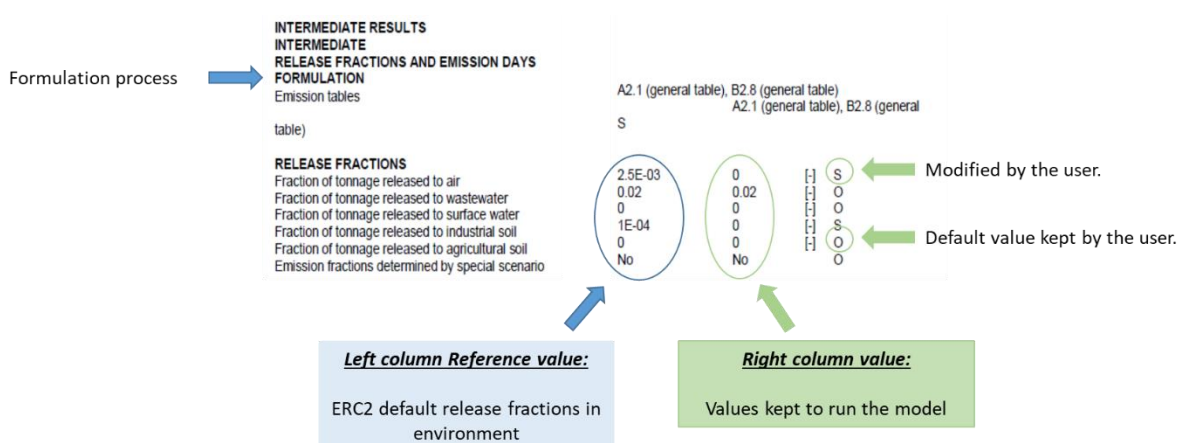 INTERMEDIATE RESULTS
INTERMEDIATE
RELEASE FRACTIONS AND EMISSION DAYS
Formulation process
FORMULATION
Emission tables A2.1 (general table), B2.8 (general table)
A2.1 (general table), B2.8 (general
table) S
RELEASE FRACTIONS
Fraction of tonnage released to air 2.5E-03 0 [-] S
Modified by the user.
Fraction of tonnage released to wastewater 0.02 0.02 [-] O
Fraction of tonnage released to surface water 0 0 [-] O
Fraction of tonnage released to industrial soil 1E-04 0 [-] S
Fraction of tonnage released to agricultural soil 0 0 [-] O
Default value kept by the user.
Emission fractions determined by special scenario No No O
Left column Reference value:
ERC2 default release fractions in
environment
Right column value:
Values kept to run the model